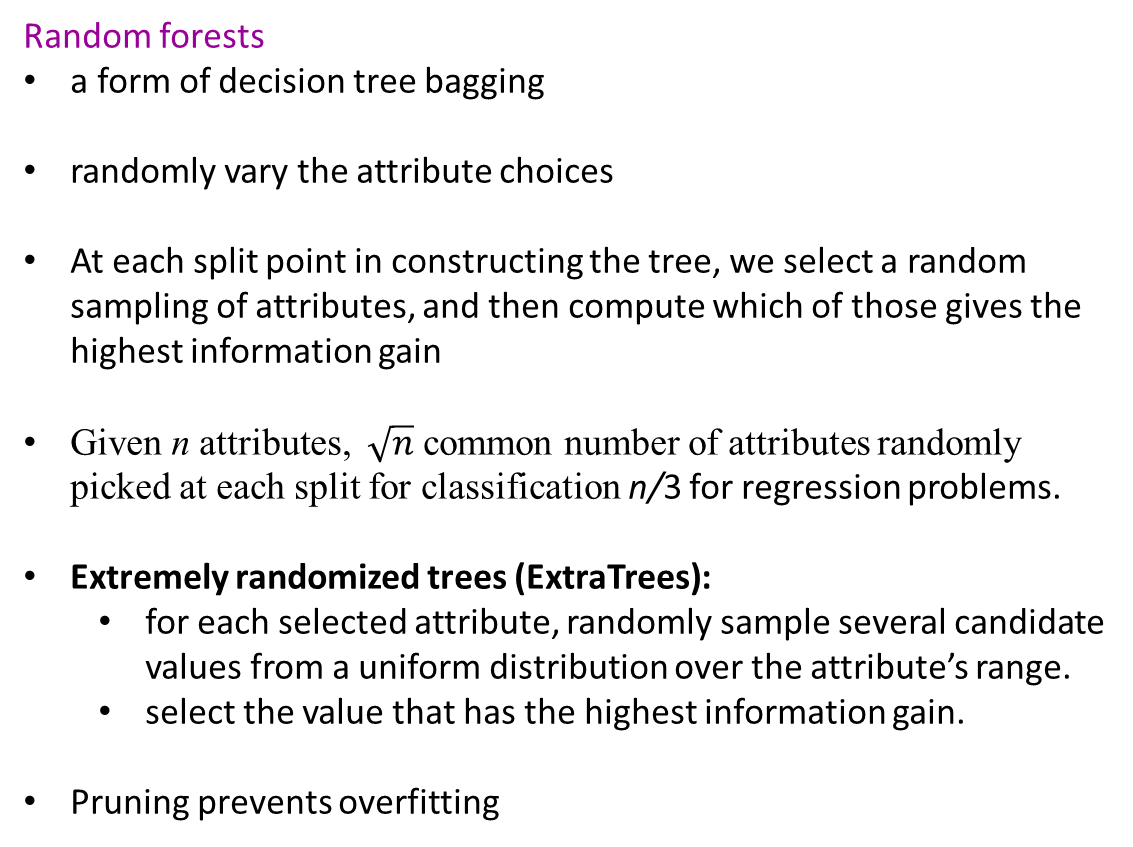 Random forests
• a form of decision tree bagging
• randomly vary the attribute choices
• At each split point in constructing the tree, we select a random
sampling of attributes, and then compute which of those gives the
highest information gain
• Given n attributes, √n common number of attributes randomly
picked at each split for classification n/3 for regression problems.
• Extremely randomized trees (ExtraTrees):
• for each selected attribute, randomly sample several candidate
values from a uniform distribution over the attribute’s range.
• select the value that has the highest information gain.
• Pruning prevents overfitting